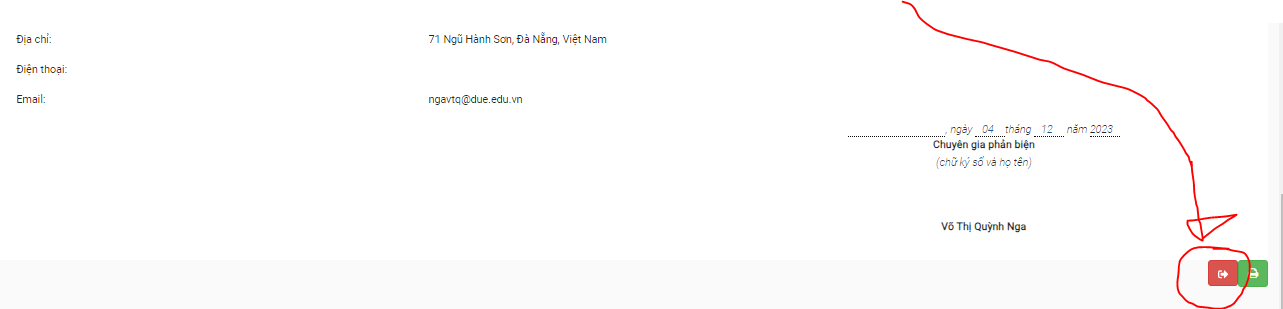 Địa chỉ: 71 Ngũ Hành Sơn, Đà Nẵng, Việt Nam
Điện thoại:
Email: ngavtq@due.edu.vn
, ngày 04 tháng 12 năm 2023
Chuyên gia phản biện
(chữ ký số và họ tên)
Võ Thị Quỳnh Nga